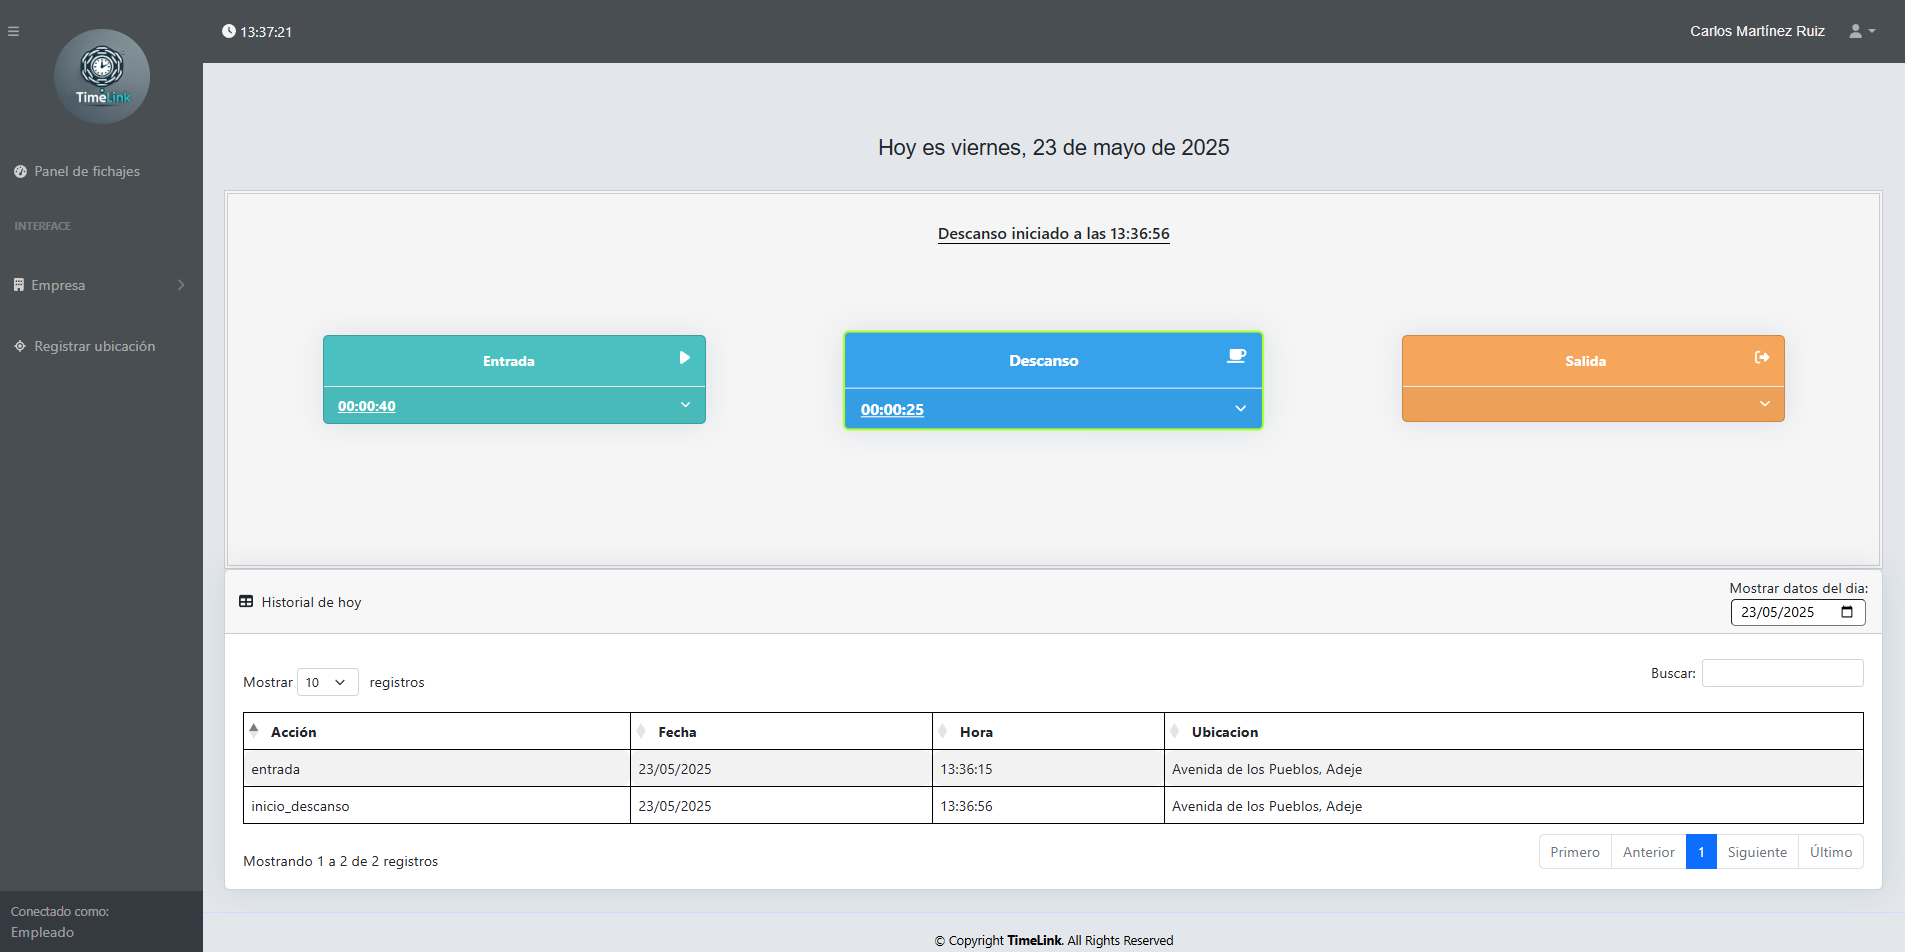 13:37:21
Carlos Martínez Ruiz
TimeLink
Panel de fichajes
INTERFACE
Empresa
Registrar ubicación
Hoy es viernes, 23 de mayo de 2025
Descanso iniciado a las 13:36:56
Entrada
00:00:40
Descanso
00:00:25
Salida
Historial de hoy
Mostrar datos del dia:
23/05/2025
Mostrar 10 registros
Buscar:
Acción Fecha Hora Ubicacion
entrada 23/05/2025 13:36:15 Avenida de los Pueblos, Adeje
inicio_descanso 23/05/2025 13:36:56 Avenida de los Pueblos, Adeje
Mostrando 1 a 2 de 2 registros
Primero Anterior 1 Siguiente Último
Conectado como:
Empleado
© Copyright TimeLink. All Rights Reserved